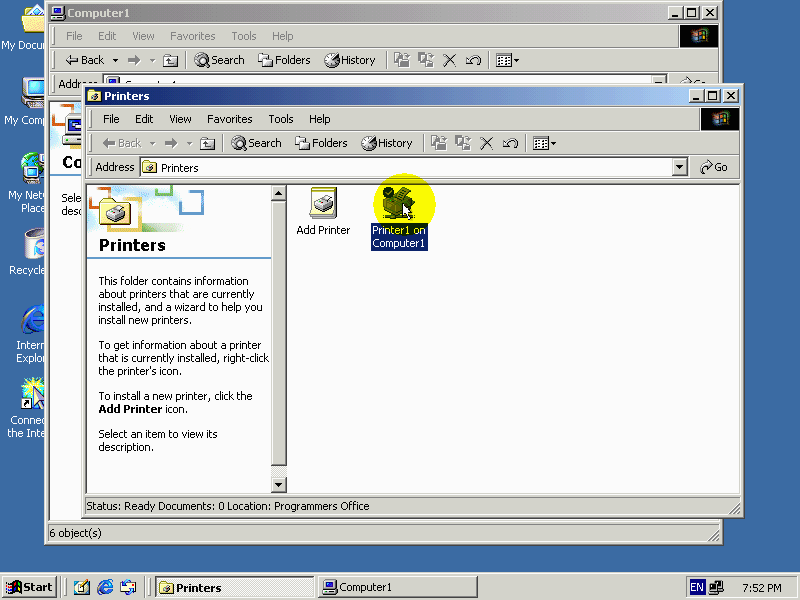 My Docu
My Comp
My Net
Place
Recycle
Intern
Explor
Connec
the Inte
Computer1
File Edit View Favorites Tools Help
Back Search Folders History
Address
Co
Sele
desc
6 object(s)
Printers
File Edit View Favorites Tools Help
Back Search Folders History
Address Printers Go
Printers
This folder contains information
about printers that are currently
installed, and a wizard to help you
install new printers.
To get information about a printer
that is currently installed, right-click
the printer's icon.
To install a new printer, click the
Add Printer icon.
Select an item to view its
description.
Add Printer
Printer1 on
Computer1
Status: Ready Documents: 0 Location: Programmers Office
Start Printers Computer1 EN 7:52 PM